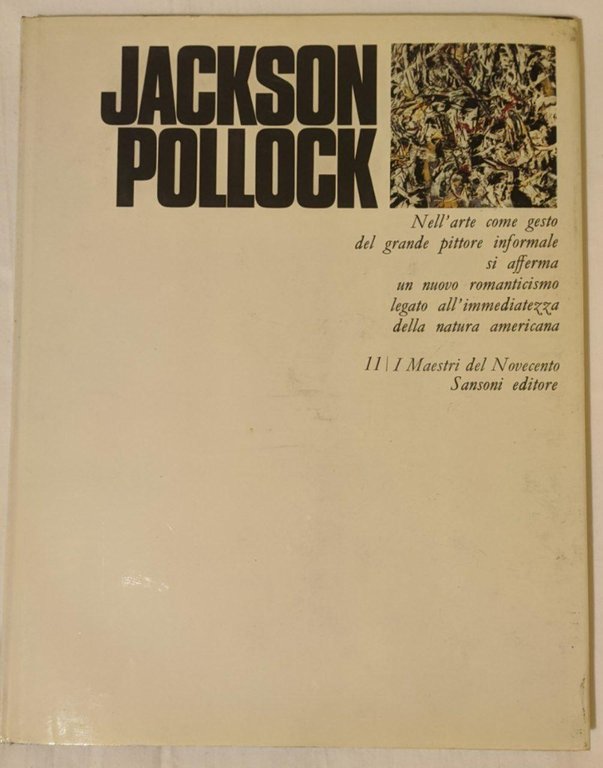 JACKSON
POLLOCK
Nell'arte come gesto
del grande pittore informale
si afferma
un nuovo romanticismo
legato all'immediatezza
della natura americana
11 | I Maestri del Novecento
Sansoni editore